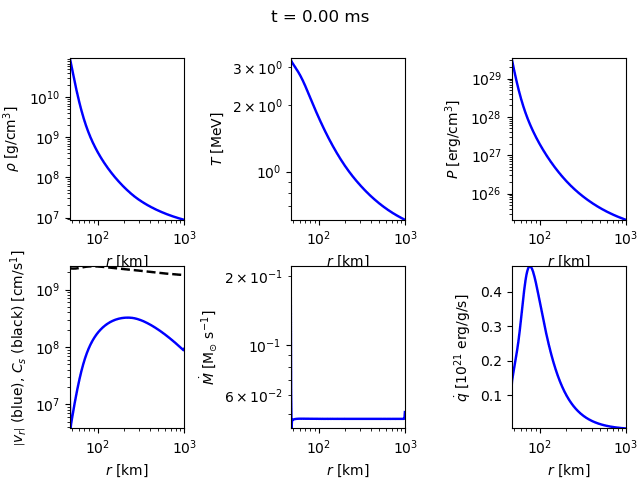 t = 0.00 ms
ρ [g/cm³]
10¹⁰
10⁹
10⁸
10⁷
10² 10³
r [km]
T [MeV]
3 × 10⁰
2 × 10⁰
10⁰
10² 10³
r [km]
P [erg/cm³]
10²⁹
10²⁸
10²⁷
10²⁶
10² 10³
r [km]
|v_r| (blue), C_s (black) [cm/s¹]
10⁹
10⁸
10⁷
10² 10³
r [km]
Ṁ [M_⊙ s⁻¹]
2 × 10⁻¹
10⁻¹
6 × 10⁻²
10² 10³
r [km]
q̇ [10²¹ erg/g/s]
0.4
0.3
0.2
0.1
10² 10³
r [km]